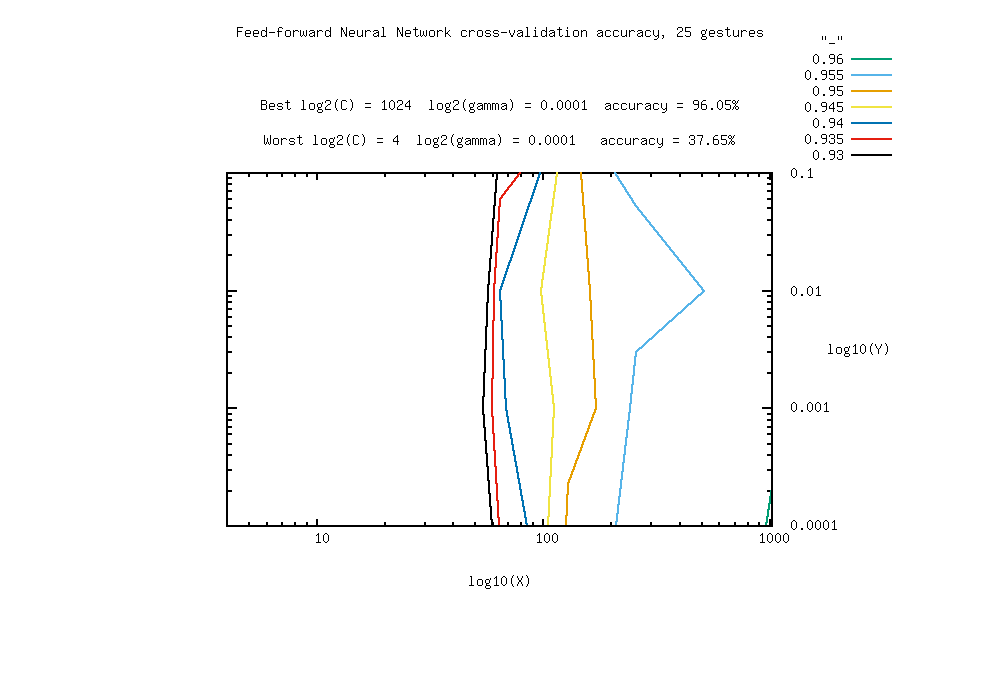 Feed-forward Neural Network cross-validation accuracy, 25 gestures
"_"
0.96
0.955
0.95
0.945
0.94
0.935
0.93
Best log2(C) = 1024  log2(gamma) = 0.0001  accuracy = 96.05%
Worst log2(C) = 4  log2(gamma) = 0.0001   accuracy = 37.65%
0.1
0.01
log10(Y)
0.001
0.0001
10 100 1000
log10(X)